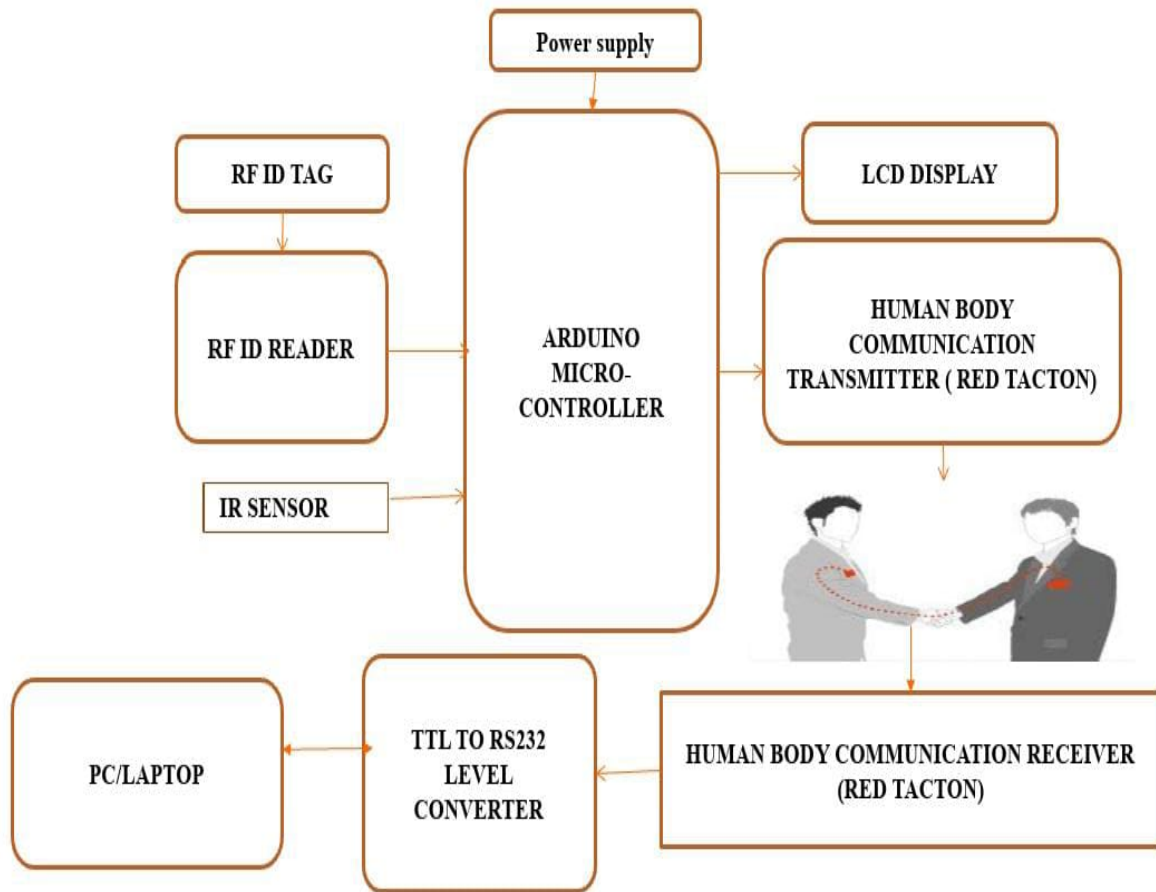 Power supply
RF ID TAG
LCD DISPLAY
RF ID READER
ARDUINO
MICRO-
CONTROLLER
HUMAN BODY
COMMUNICATION
TRANSMITTER ( RED TACTON)
IR SENSOR
PC/LAPTOP
TTL TO RS232
LEVEL
CONVERTER
HUMAN BODY COMMUNICATION RECEIVER
(RED TACTON)